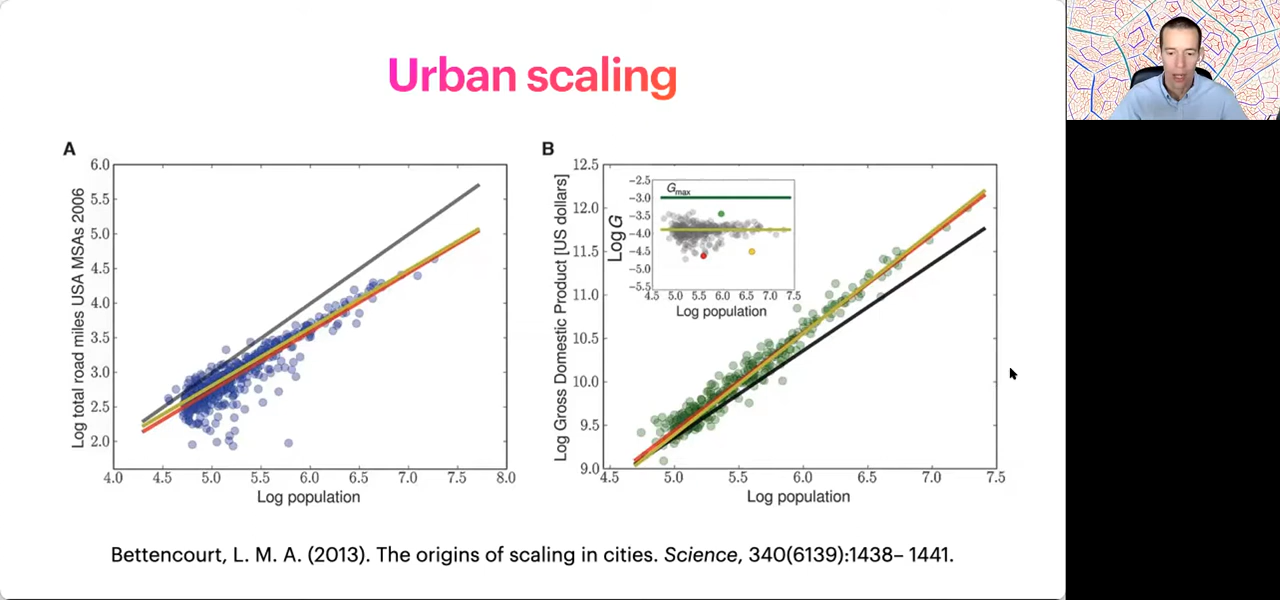 Urban scaling
A
6.0
5.5
5.0
4.5
4.0
3.5
3.0
2.5
2.0
Log total road miles USA MSAs 2006
4.0 4.5 5.0 5.5 6.0 6.5 7.0 7.5 8.0
Log population
B
12.5
12.0
11.5
11.0
10.5
10.0
9.5
9.0
Log Gross Domestic Product [US dollars]
4.5 5.0 5.5 6.0 6.5 7.0 7.5
Log population
−2.5
−3.0
−3.5
−4.0
−4.5
−5.0
−5.5
Log G
Gmax
4.5 5.0 5.5 6.0 6.5 7.0 7.5
Log population
Bettencourt, L. M. A. (2013). The origins of scaling in cities. Science, 340(6139):1438– 1441.